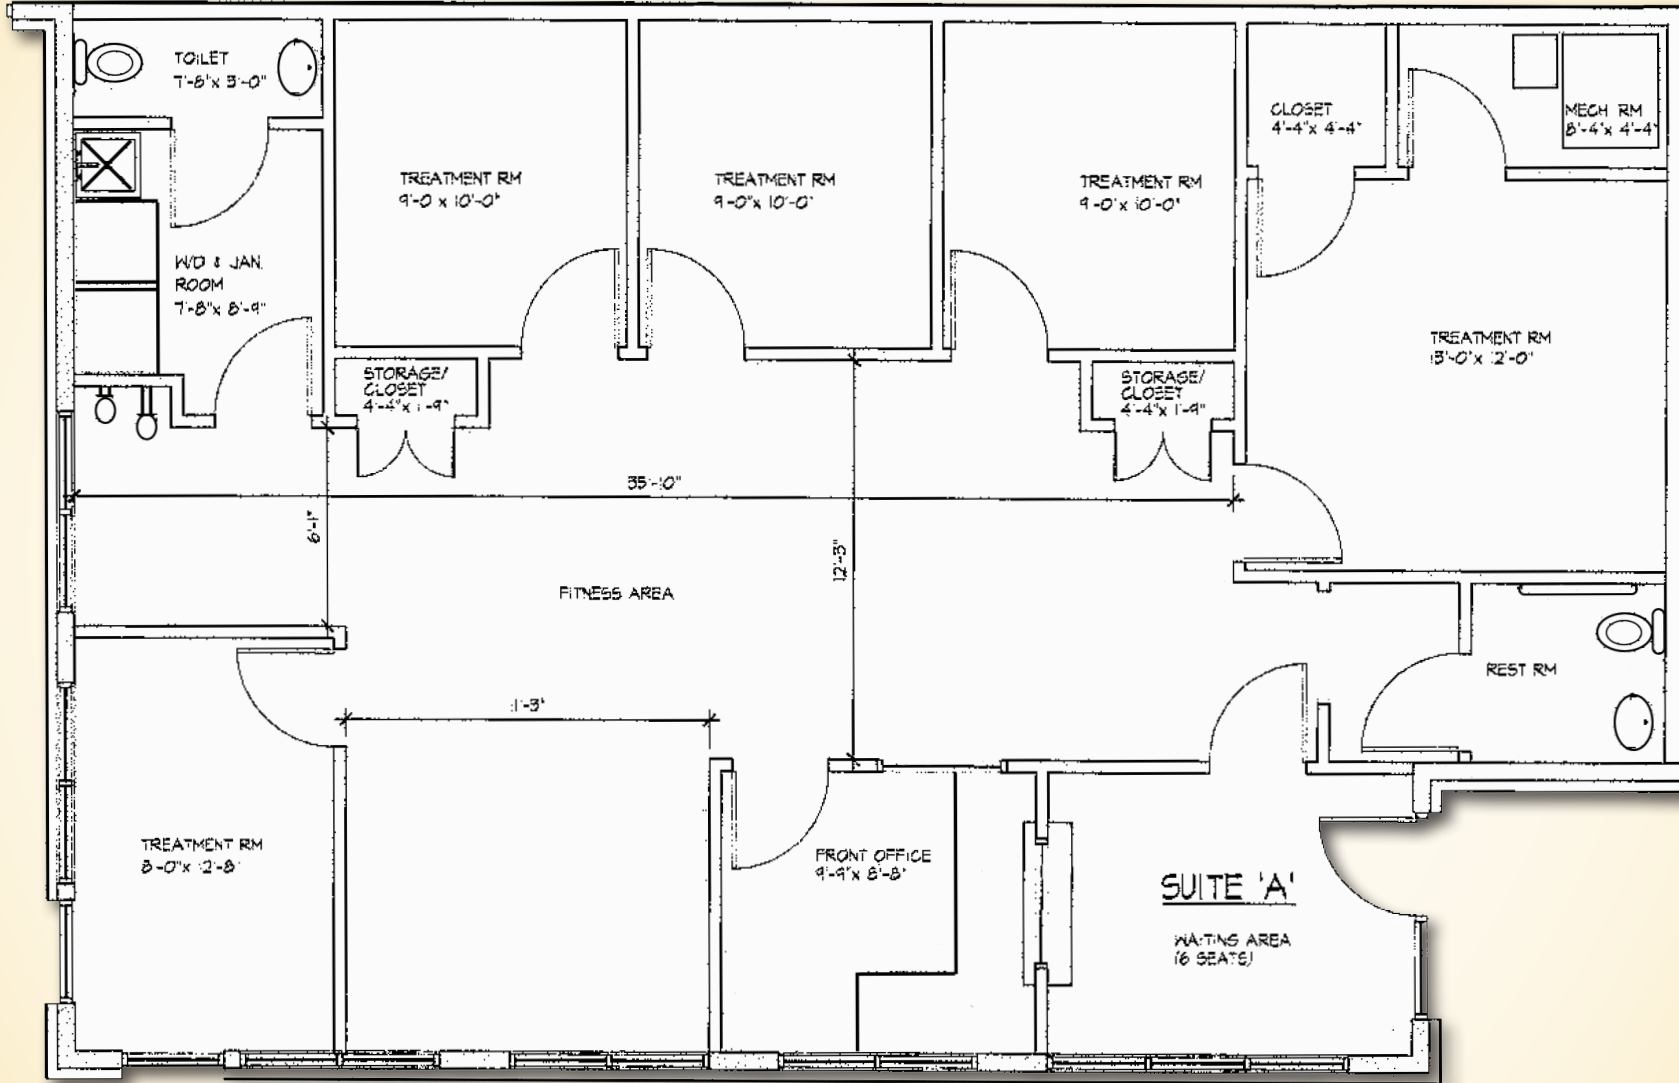 TOILET
7'-8"x 5'-0"
TREATMENT RM
9'-0 x 10'-0"
TREATMENT RM
9-0"x 10'-0"
TREATMENT RM
9-0"x 10'-0"
CLOSET
4'-4"x 4'-4"
MECH RM
8'-4"x 4'-4"
W/D & JAN.
ROOM
7'-8"x 8'-9"
TREATMENT RM
13'-0"x 12'-0"
STORAGE/
CLOSET
4'-4"x 1'-9"
STORAGE/
CLOSET
4'-4"x 1'-9"
35'-10"
6'-1"
12'-3"
FITNESS AREA
REST RM
11'-3"
TREATMENT RM
8-0"x 12'-8"
FRONT OFFICE
9'-9"x 8'-8"
SUITE 'A'
WAITING AREA
(6 SEATS)